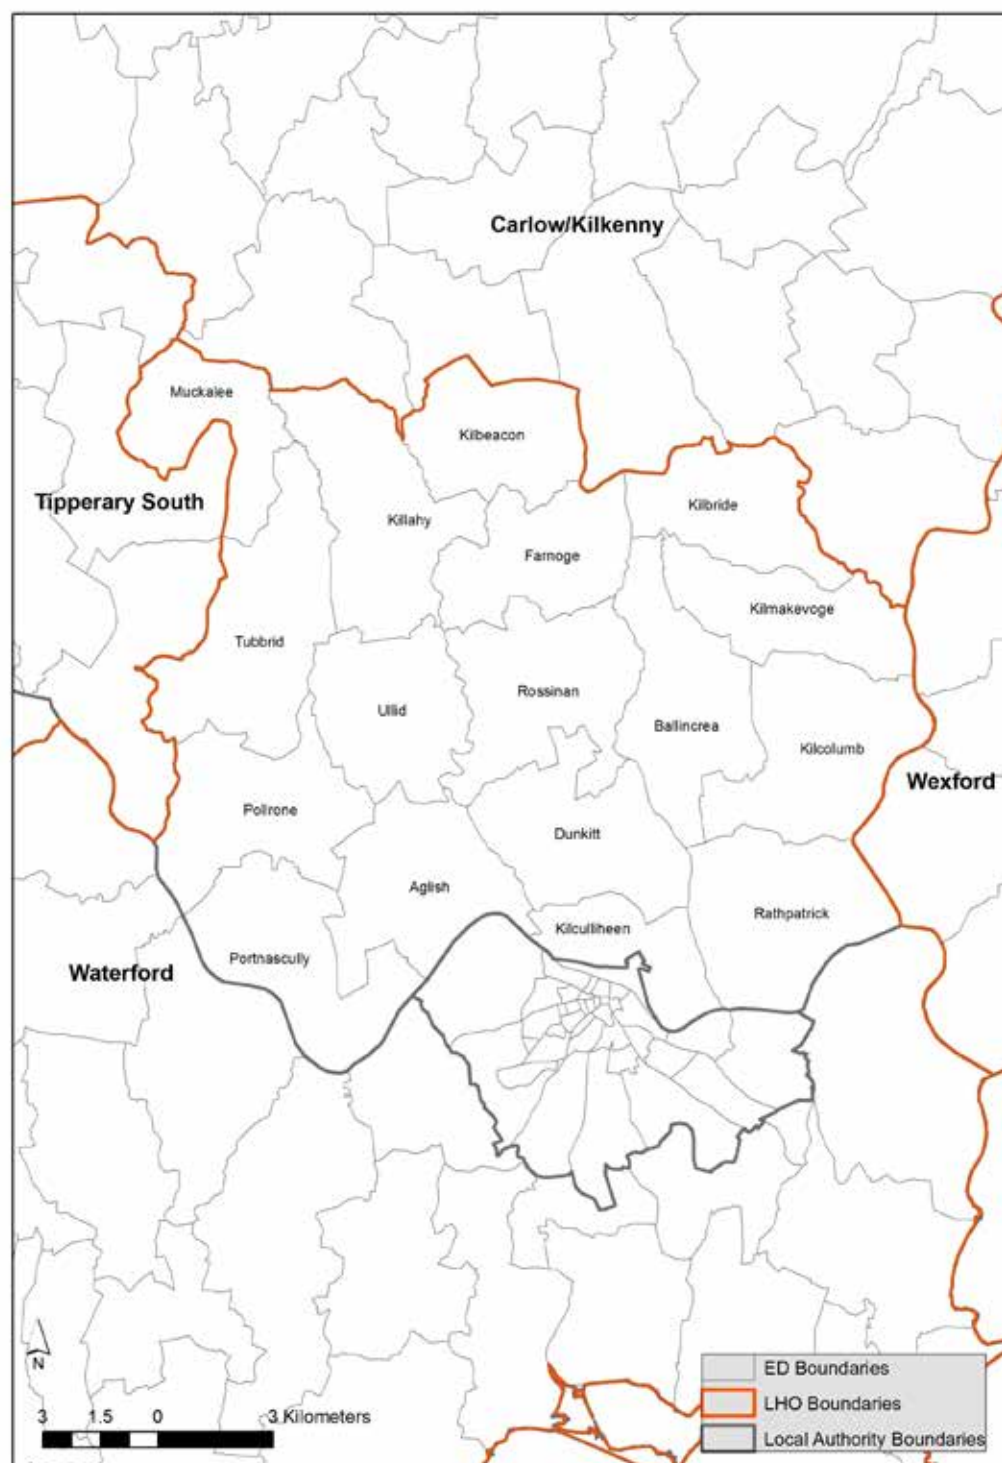 Carlow/Kilkenny
Muckalee
Kilbeacon
Tipperary South
Killahy
Kilbride
Farnoge
Kilmakevoge
Tubbrid
Rossinan
Ullid
Ballincrea
Kilcolumb
Wexford
Pollrone
Dunkitt
Aglish
Rathpatrick
Kilculliheen
Portnascully
Waterford
N
3 1.5 0 3 Kilometers
ED Boundaries
LHO Boundaries
Local Authority Boundaries